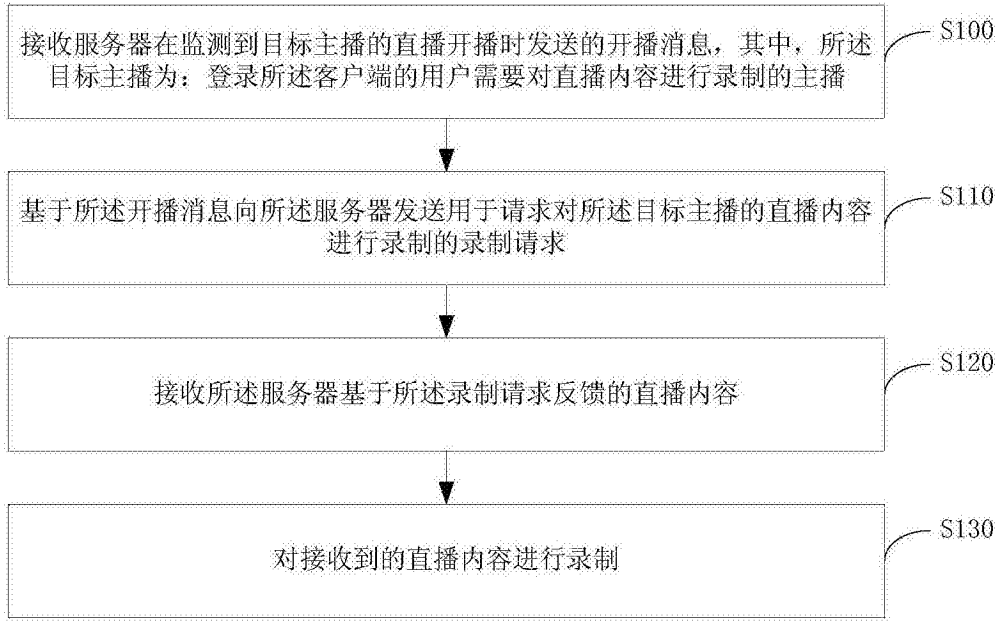 接收服务器在监测到目标主播的直播开播时发送的开播消息，其中，所述
目标主播为：登录所述客户端的用户需要对直播内容进行录制的主播
S100
基于所述开播消息向所述服务器发送用于请求对所述目标主播的直播内容
进行录制的录制请求
S110
接收所述服务器基于所述录制请求反馈的直播内容
S120
对接收到的直播内容进行录制
S130